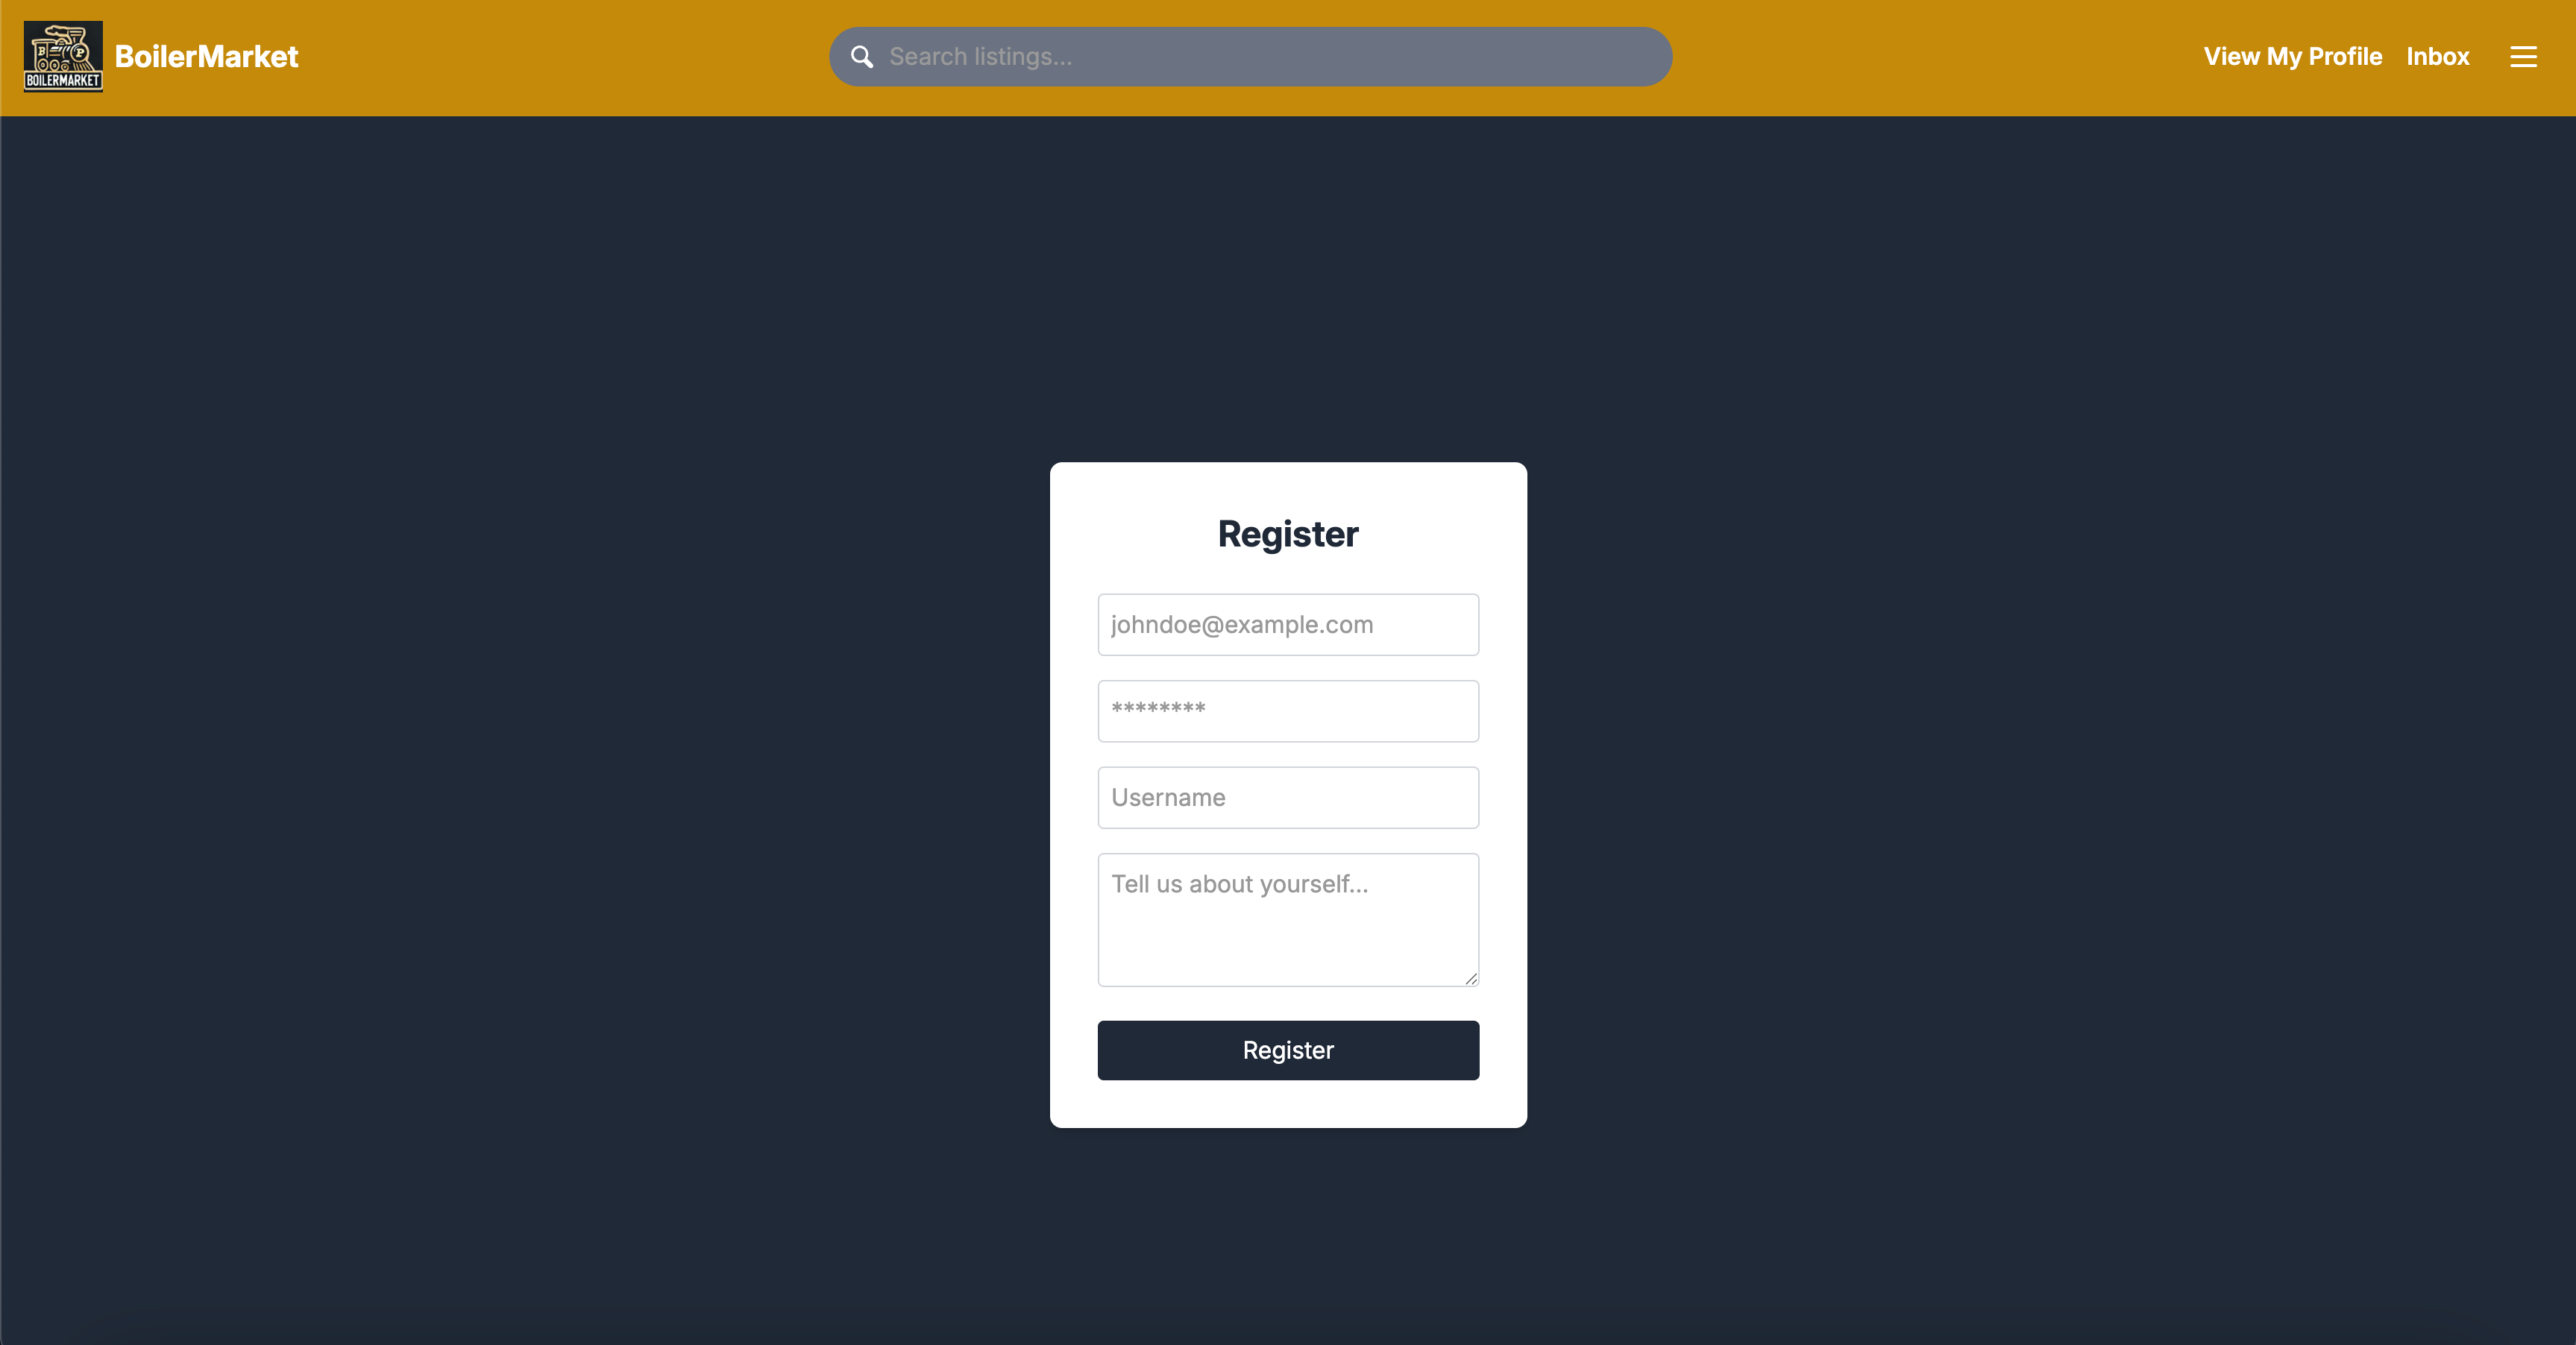 B P
BOILERMARKET
BoilerMarket
Search listings...
View My Profile
Inbox
Register
johndoe@example.com
********
Username
Tell us about yourself...
Register